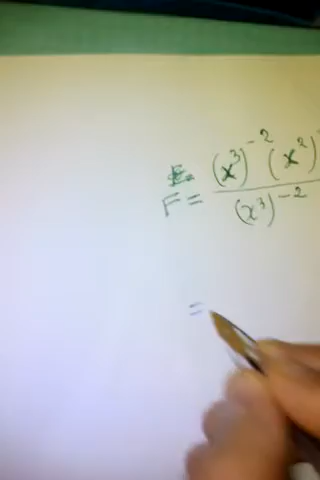 E=
F = (x³)⁻² (x²)
(x³)⁻²
=